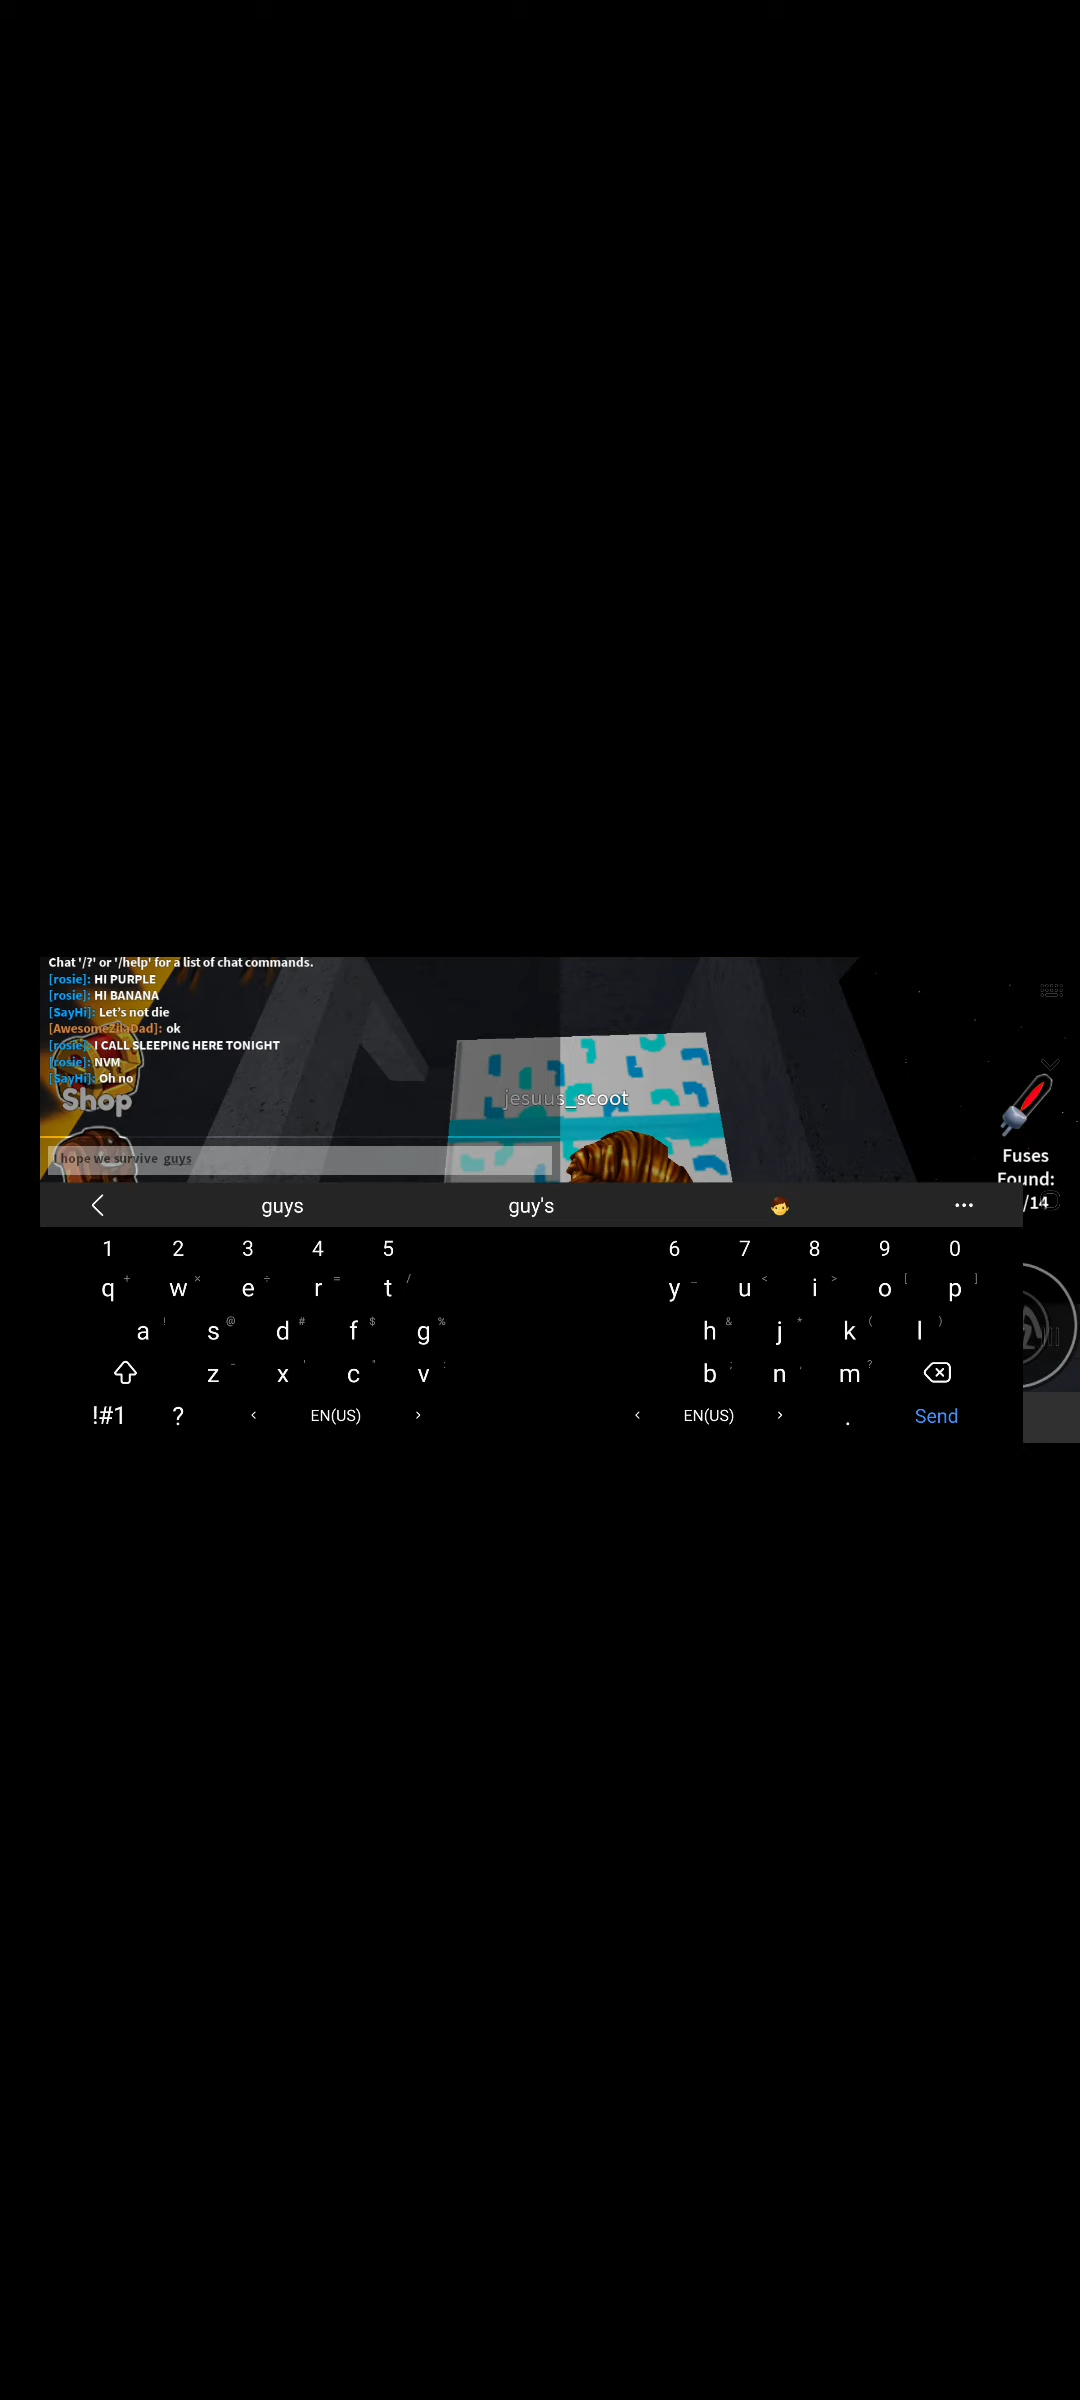 Chat '/?' or '/help' for a list of chat commands.
[rosie]: HI PURPLE
[rosie]: HI BANANA
[SayHi]: Let's not die
[AwesomeZillaDad]: ok
[rosie]: I CALL SLEEPING HERE TONIGHT
[rosie]: NVM
[SayHi]: Oh no
Shop
jesuus_scoot
I hope we survive  guys
Fuses
Found:
/14
guys guy's
1 2 3 4 5 6 7 8 9 0
q + w × e ÷ r = t / y _ u < i > o [ p ]
a ! s @ d # f $ g % h & j * k ( l )
z - x ' c " v : b ; n , m ?
!#1 ? < EN(US) > < EN(US) > . Send